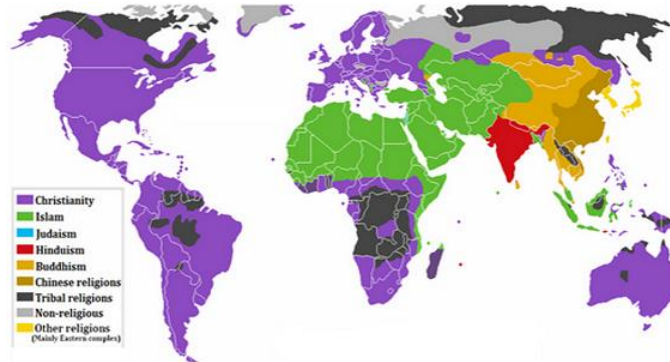 Christianity
Islam
Judaism
Hinduism
Buddhism
Chinese religions
Tribal religions
Non-religious
Other religions
(Mainly Eastern complex)